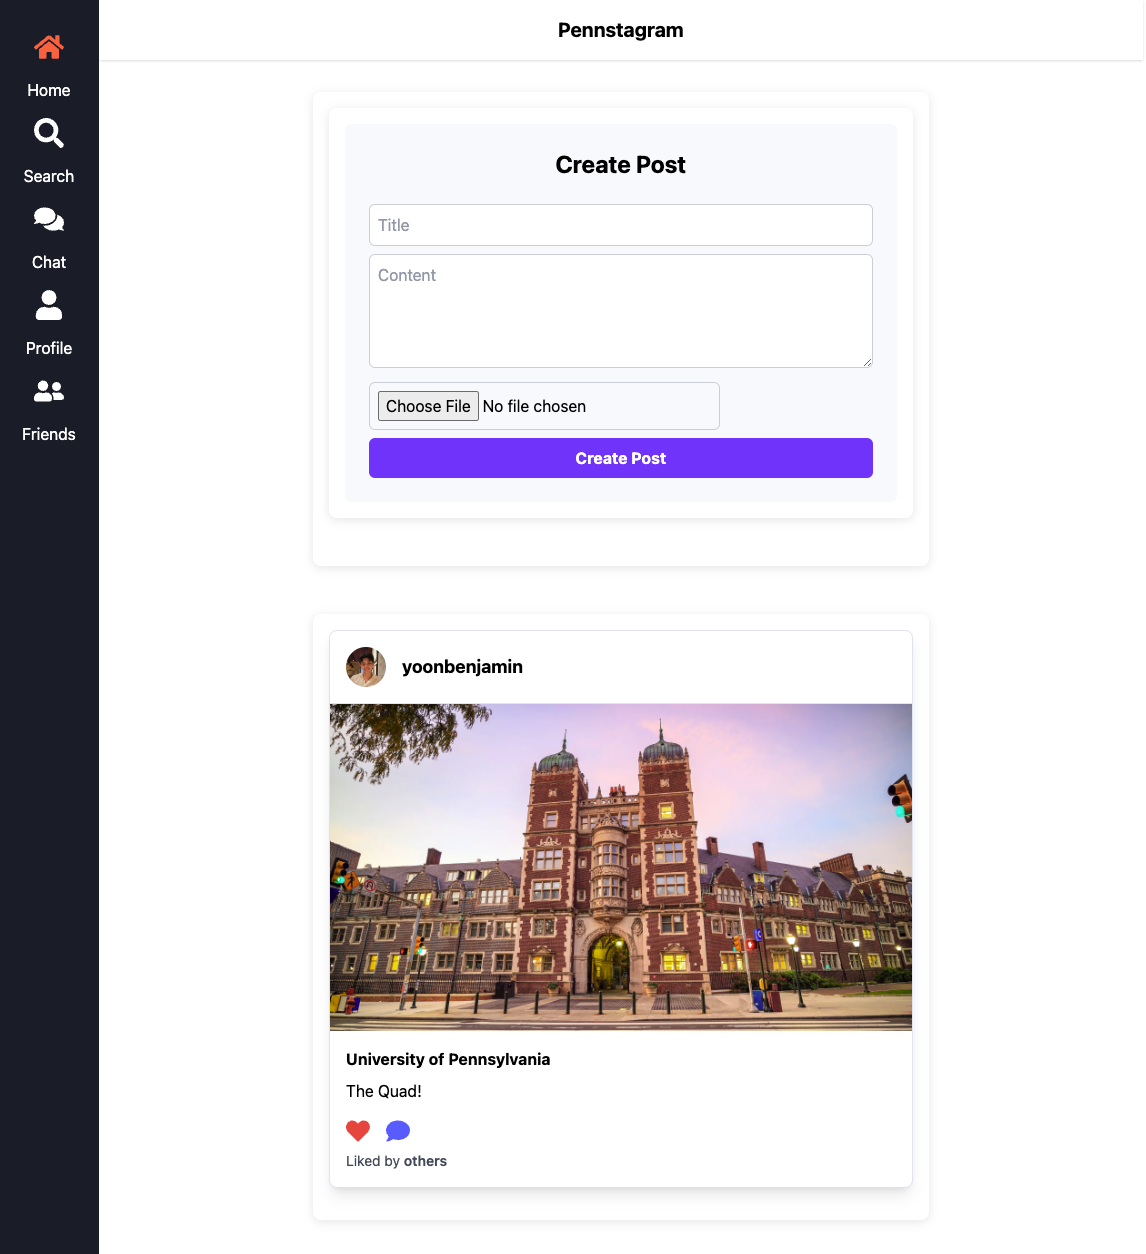 Pennstagram
Home
Search
Chat
Profile
Friends
Create Post
Title
Content
Choose File No file chosen
Create Post
yoonbenjamin
University of Pennsylvania
The Quad!
Liked by others